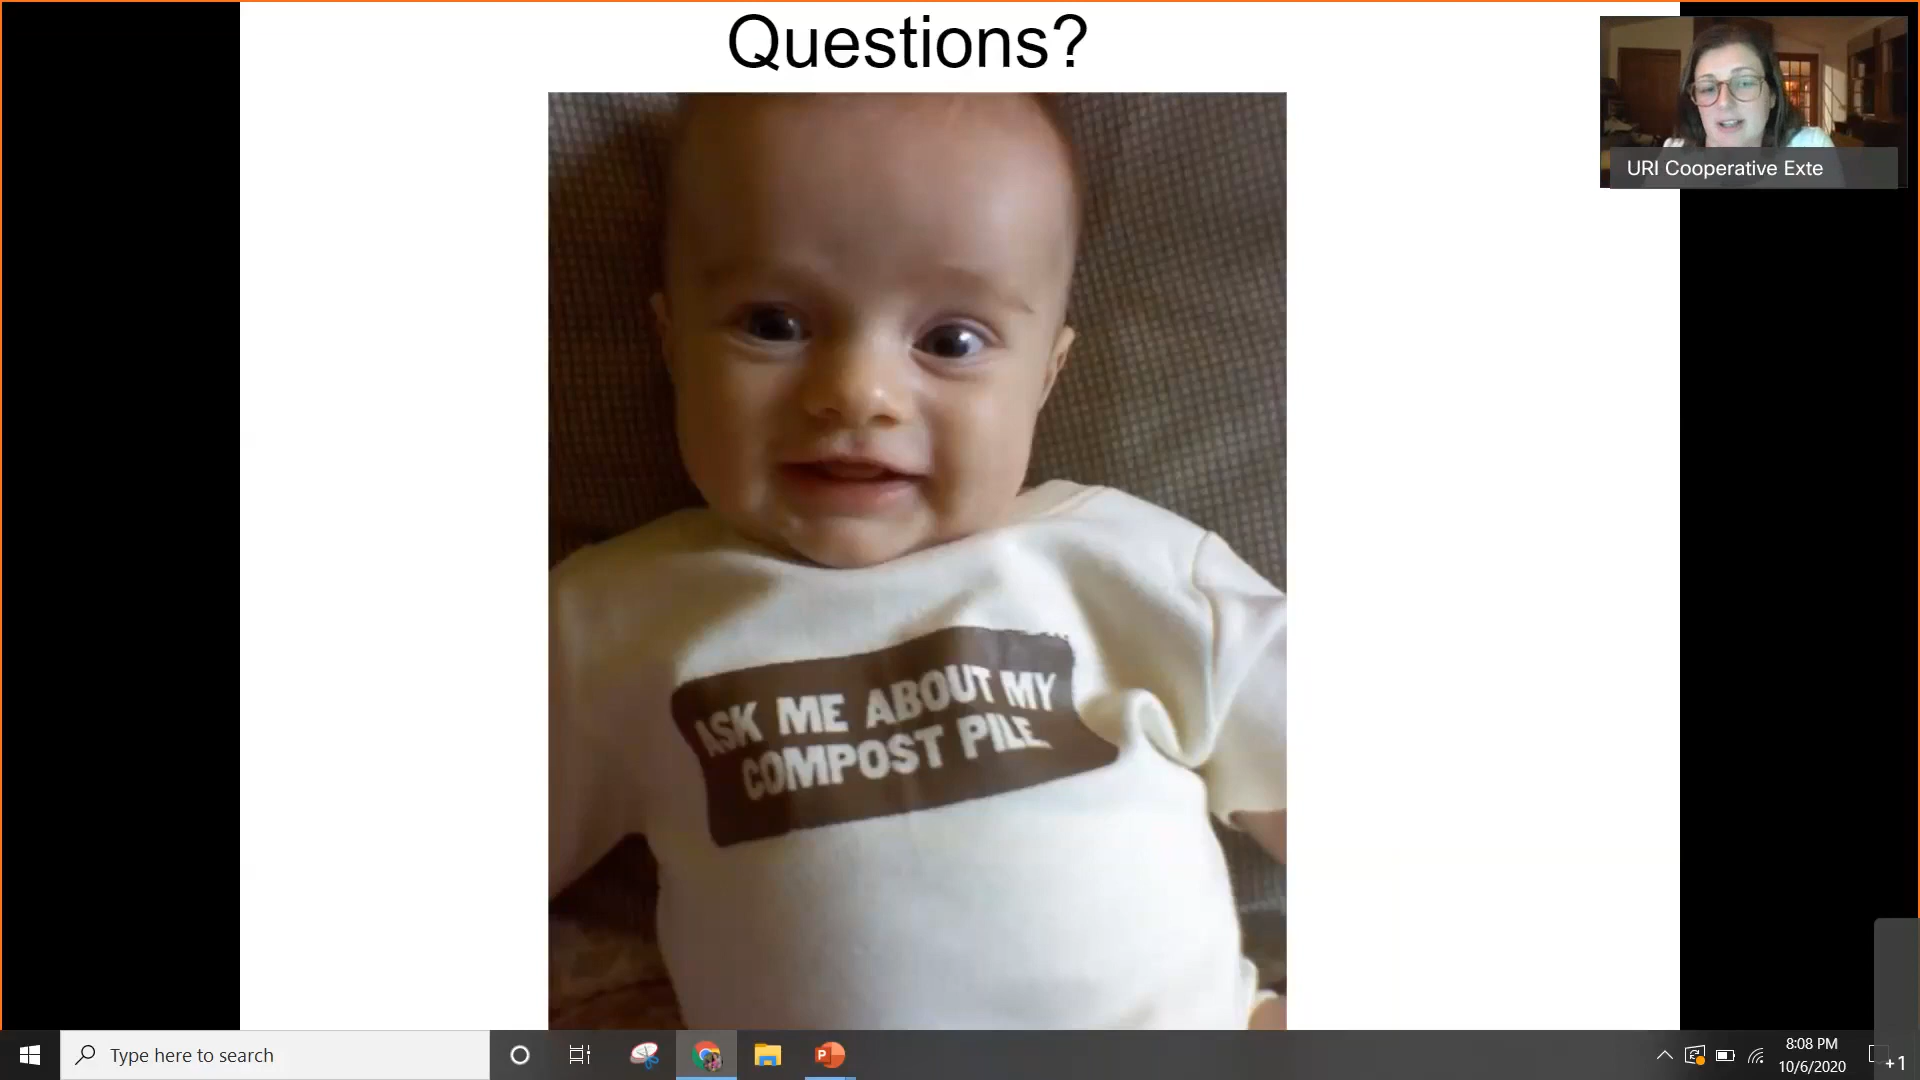 Questions?
URI Cooperative Exte
ASK ME ABOUT MY
COMPOST PILE
Type here to search
8:08 PM
10/6/2020
+1